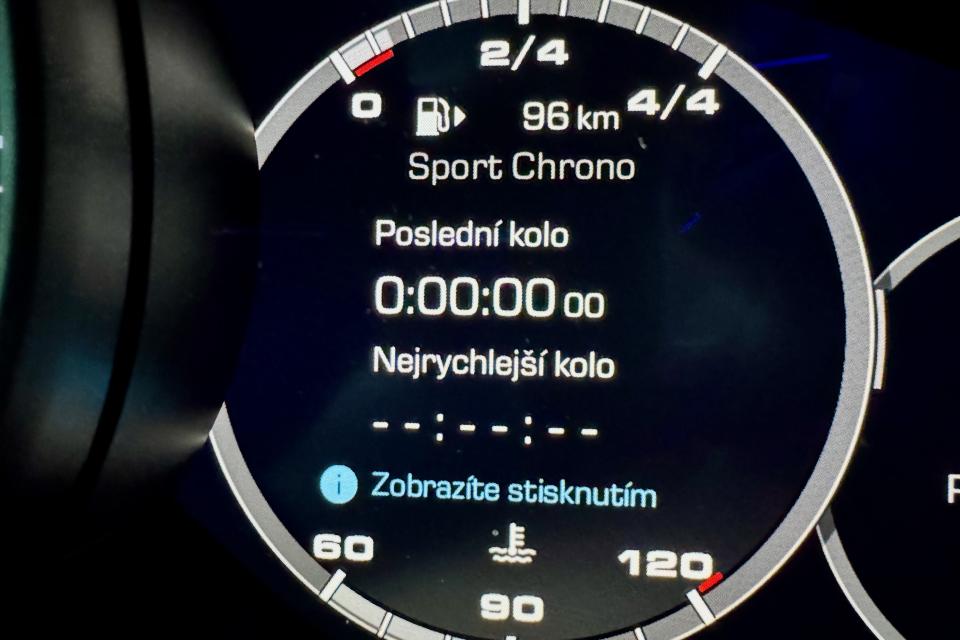 2/4
0
96 km
4/4
Sport Chrono
Poslední kolo
0:00:00 00
Nejrychlejší kolo
--:--:--
Zobrazíte stisknutím
60
120
90